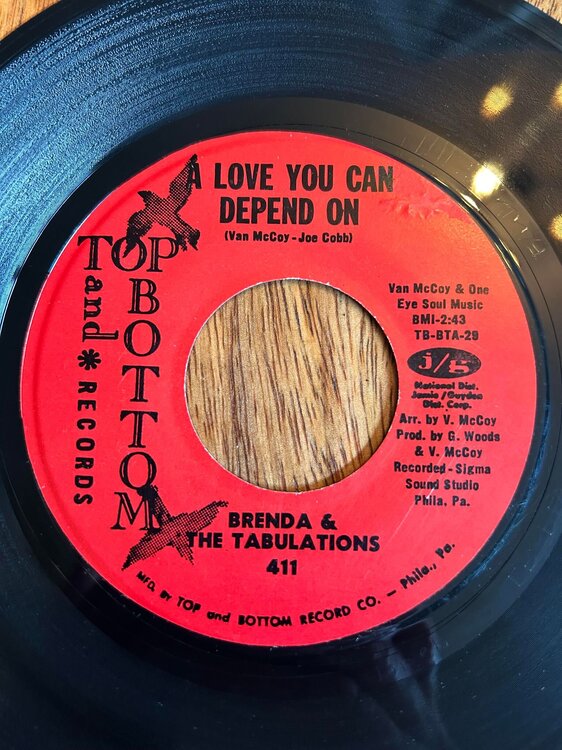 A LOVE YOU CAN
DEPEND ON
(Van McCoy-Joe Cobb)
TOP
and
BOTTOM
RECORDS
Van McCoy & One
Eye Soul Music
BMI-2:43
TB-BTA-29
j/g
National Dist.
Jamie/Guyden
Dist. Corp.
Arr. by V. McCoy
Prod. by G. Woods
& V. McCoy
Recorded-Sigma
Sound Studio
Phila, Pa.
BRENDA &
THE TABULATIONS
411
MFD. BY TOP and BOTTOM RECORD CO. — Phila., Pa.